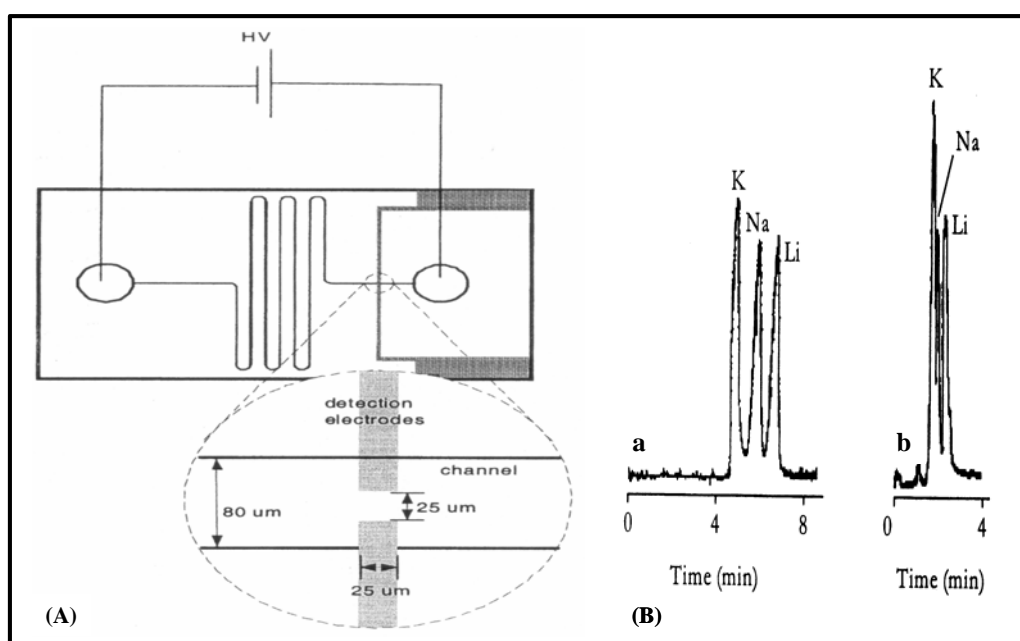 HV
detection
electrodes
channel
80 um
25 um
25 um
(A)
K
Na
Li
a
0 4 8
Time (min)
K
Na
Li
b
0 4
Time (min)
(B)